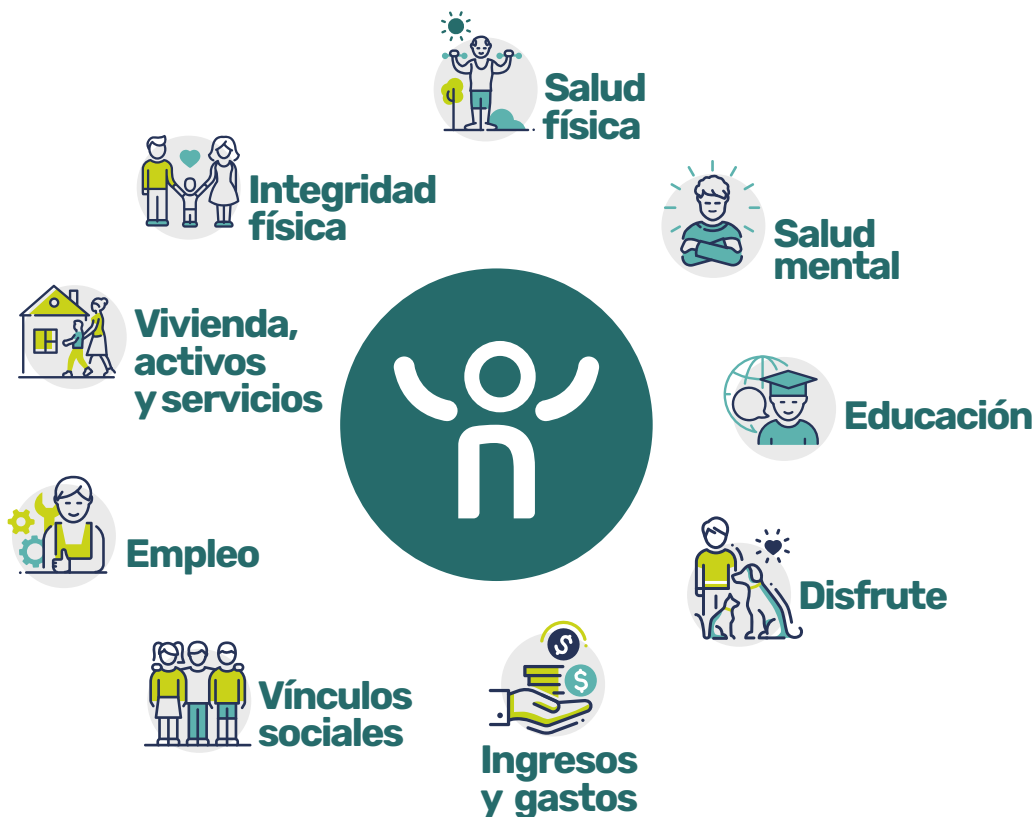 Salud
física
Salud
mental
Educación
Disfrute
Ingresos
y gastos
Vínculos
sociales
Empleo
Vivienda,
activos
y servicios
Integridad
física
$
$